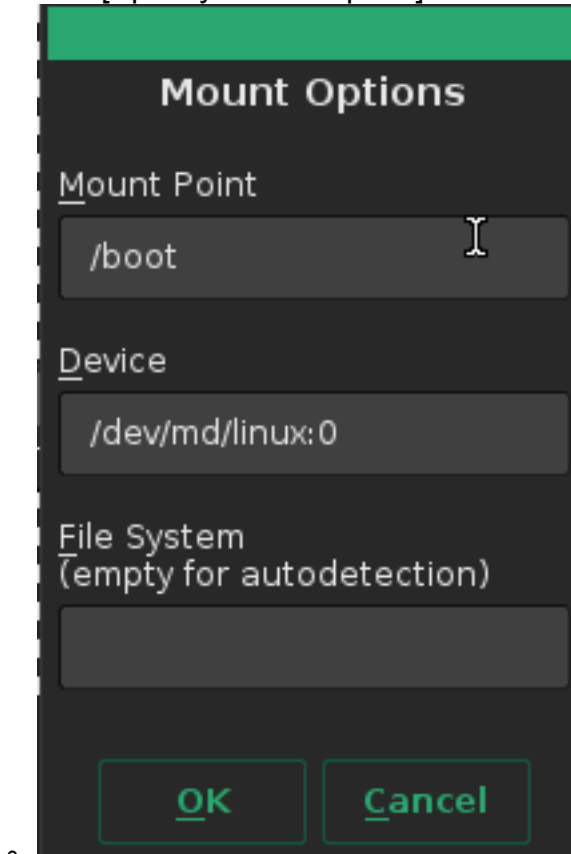 Mount Options
Mount Point
/boot
Device
/dev/md/linux:0
File System
(empty for autodetection)
OK
Cancel